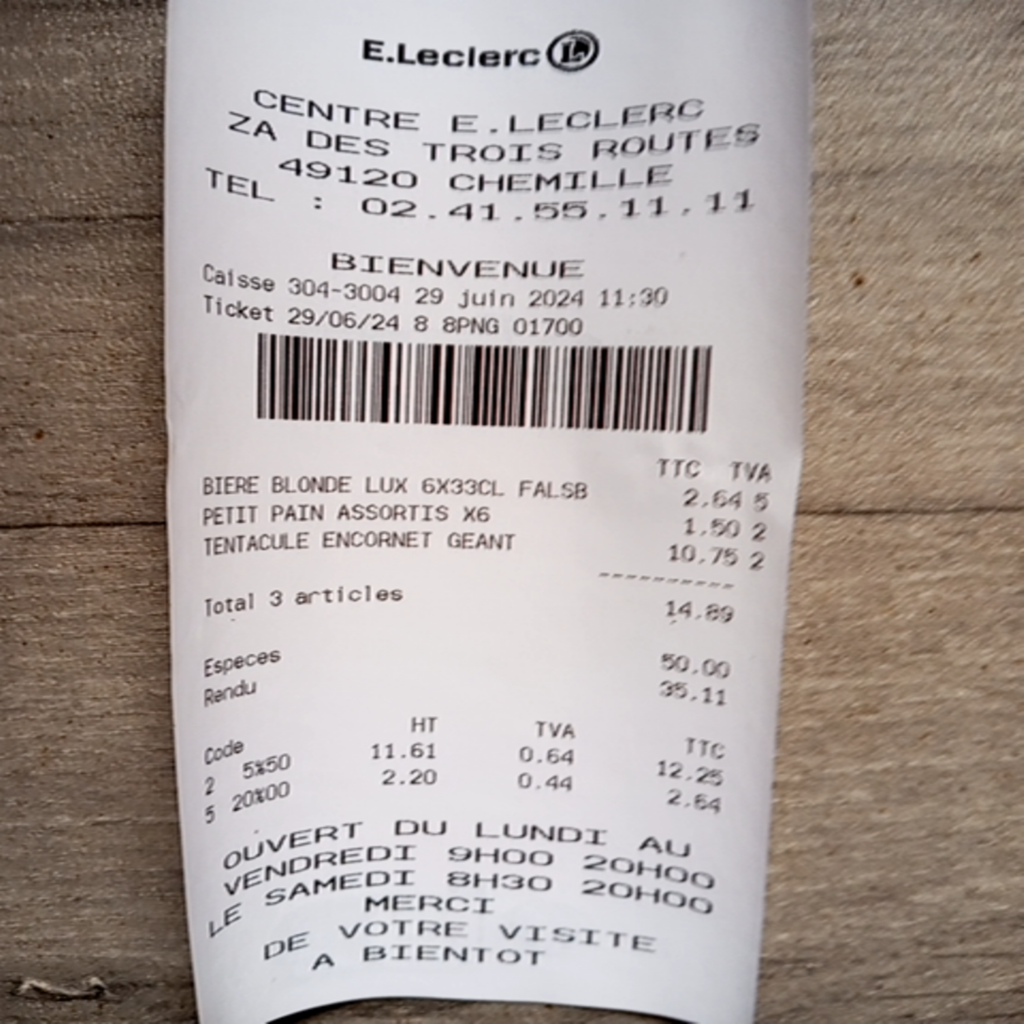 E.Leclerc L
CENTRE E.LECLERC
ZA DES TROIS ROUTES
49120 CHEMILLE
TEL : 02.41.55.11.11
BIENVENUE
Caisse 304-3004 29 juin 2024 11:30
Ticket 29/06/24 8 8PNG 01700
TTC TVA
BIERE BLONDE LUX 6X33CL FALSB 2.64 5
PETIT PAIN ASSORTIS X6 1.50 2
TENTACULE ENCORNET GEANT 10.75 2
----------
Total 3 articles 14.89
Especes 50.00
Rendu 35.11
Code HT TVA TTC
2 5%50 11.61 0.64 12.25
5 20%00 2.20 0.44 2.64
OUVERT DU LUNDI AU
VENDREDI 9H00 20H00
LE SAMEDI 8H30 20H00
MERCI
DE VOTRE VISITE
A BIENTOT